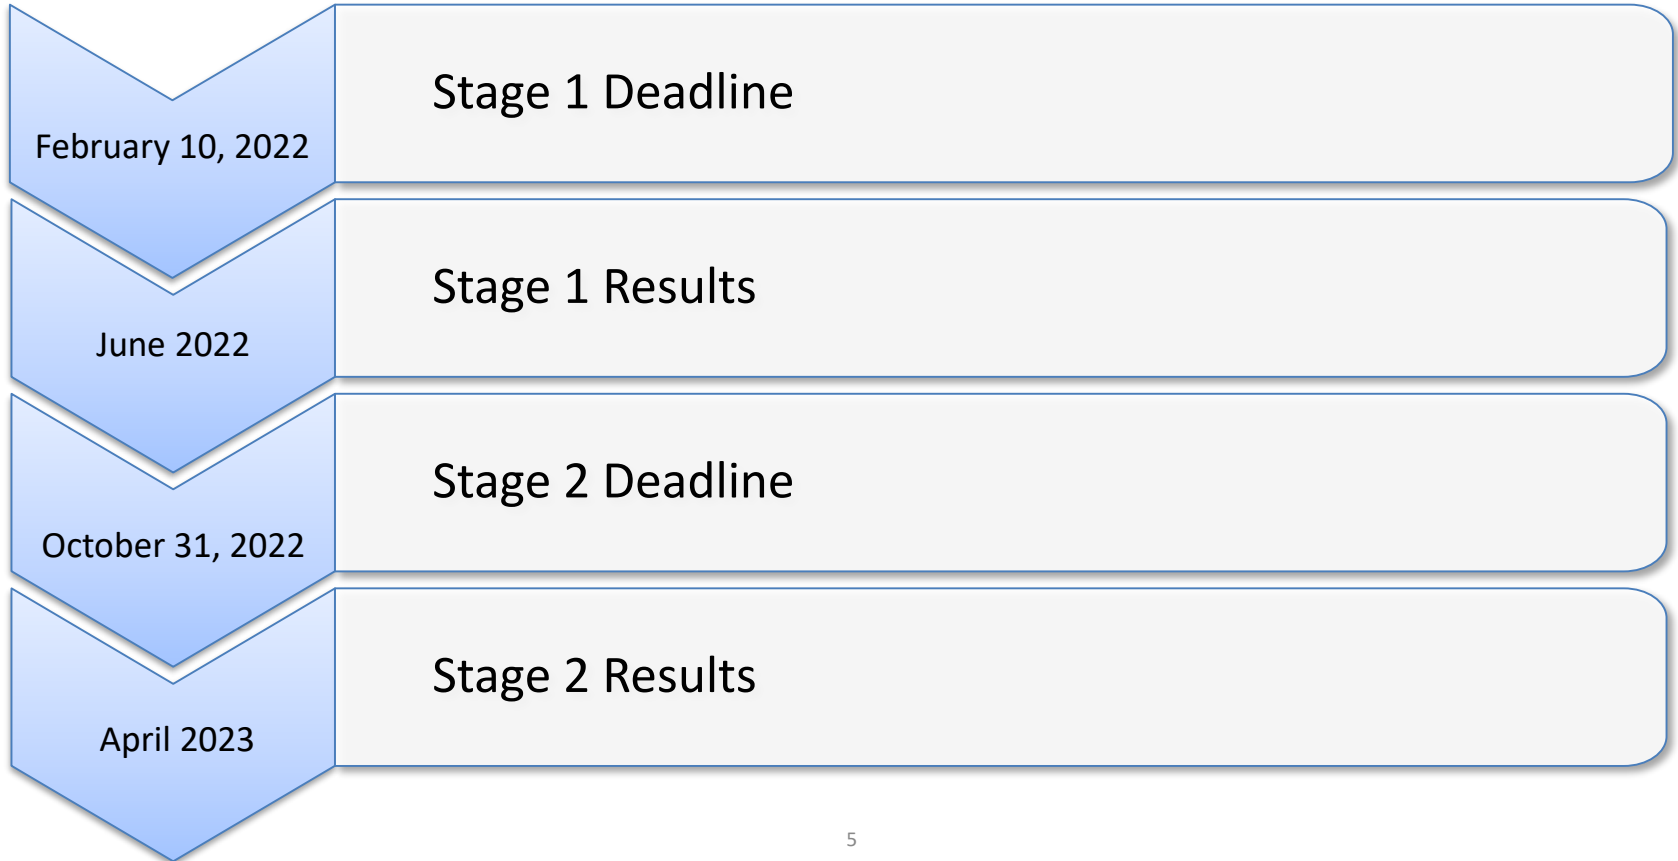 February 10, 2022
Stage 1 Deadline
June 2022
Stage 1 Results
October 31, 2022
Stage 2 Deadline
April 2023
Stage 2 Results
5